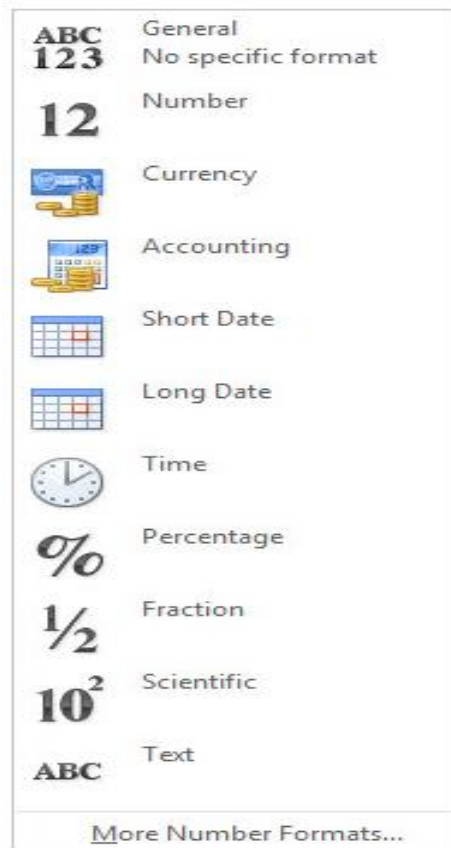 ABC
123
General
No specific format
12
Number
Currency
123
Accounting
Short Date
Long Date
Time
%
Percentage
½
Fraction
10²
Scientific
ABC
Text
More Number Formats...